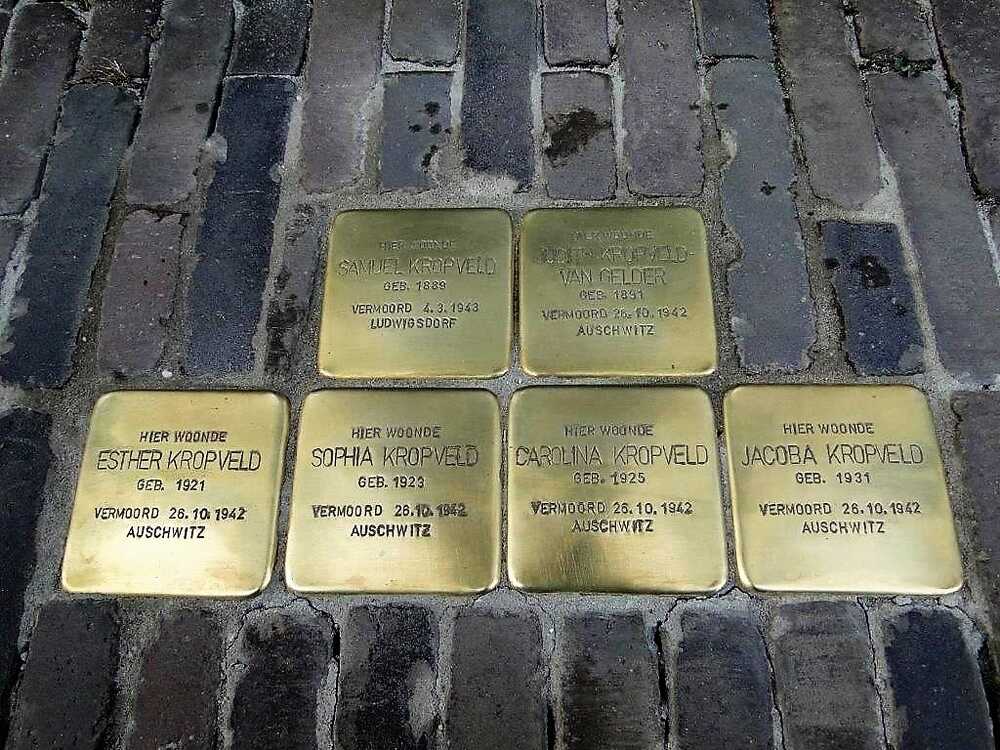 HIER WOONDE
SAMUEL KROPVELD
GEB. 1889
VERMOORD 4.3.1943
LUDWIGSDORF
HIER WOONDE
JUDITH KROPVELD-
VAN GELDER
GEB. 1891
VERMOORD 26.10.1942
AUSCHWITZ
HIER WOONDE
ESTHER KROPVELD
GEB. 1921
VERMOORD 26.10.1942
AUSCHWITZ
HIER WOONDE
SOPHIA KROPVELD
GEB. 1923
VERMOORD 26.10.1942
AUSCHWITZ
HIER WOONDE
CAROLINA KROPVELD
GEB. 1925
VERMOORD 26.10.1942
AUSCHWITZ
HIER WOONDE
JACOBA KROPVELD
GEB. 1931
VERMOORD 26.10.1942
AUSCHWITZ